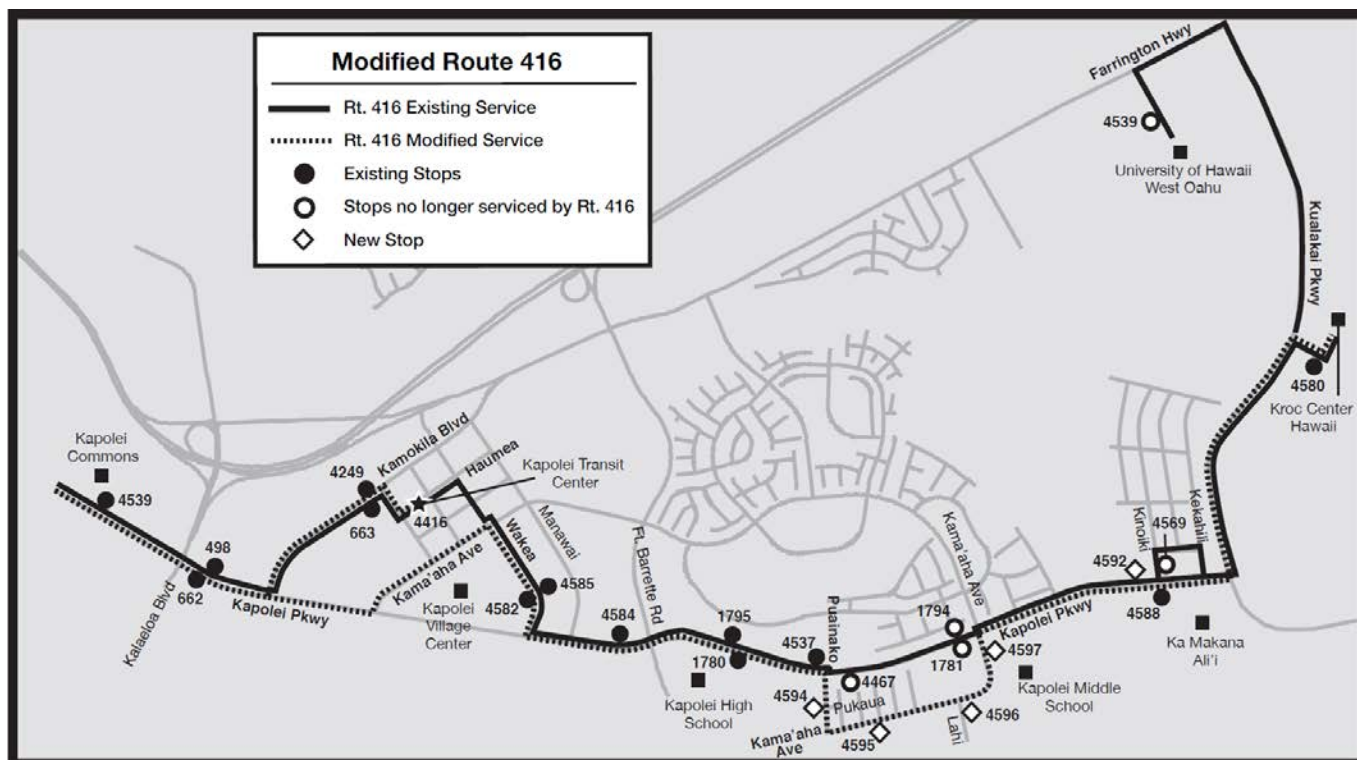 Modified Route 416
Rt. 416 Existing Service
Rt. 416 Modified Service
Existing Stops
Stops no longer serviced by Rt. 416
New Stop
Farrington Hwy
4539
University of Hawaii
West Oahu
Kualakai Pkwy
4580
Kroc Center
Hawaii
Kapolei
Commons
4539
498
662
Kalaeloa Blvd
Kapolei Pkwy
4249
663
Kamokila Blvd
4416
Haumea
Kapolei Transit
Center
Wakea
Manawai
Kama'aha Ave
Kapolei
Village
Center
4582
4585
4584
Ft. Barrette Rd
1795
1780
Kapolei High
School
4537
Puainako
4467
Pukaua
4594
Kama'aha
Ave
4595
Lahi
4596
4597
Kapolei Middle
School
1794
1781
Kama'aha Ave
Kapolei Pkwy
4592
Kinoiki
4569
Kekahili
4588
Ka Makana
Ali'i